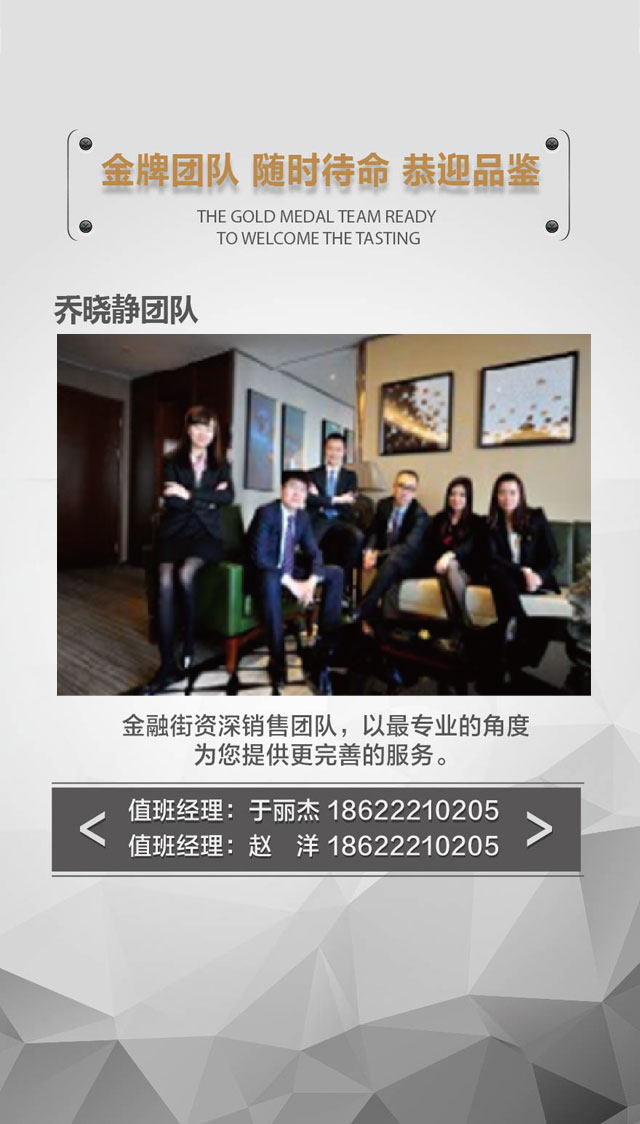 金牌团队 随时待命 恭迎品鉴
THE GOLD MEDAL TEAM READY
TO WELCOME THE TASTING
乔晓静团队
金融街资深销售团队，以最专业的角度
为您提供更完善的服务。
值班经理：于丽杰 18622210205
值班经理：赵　洋 18622210205